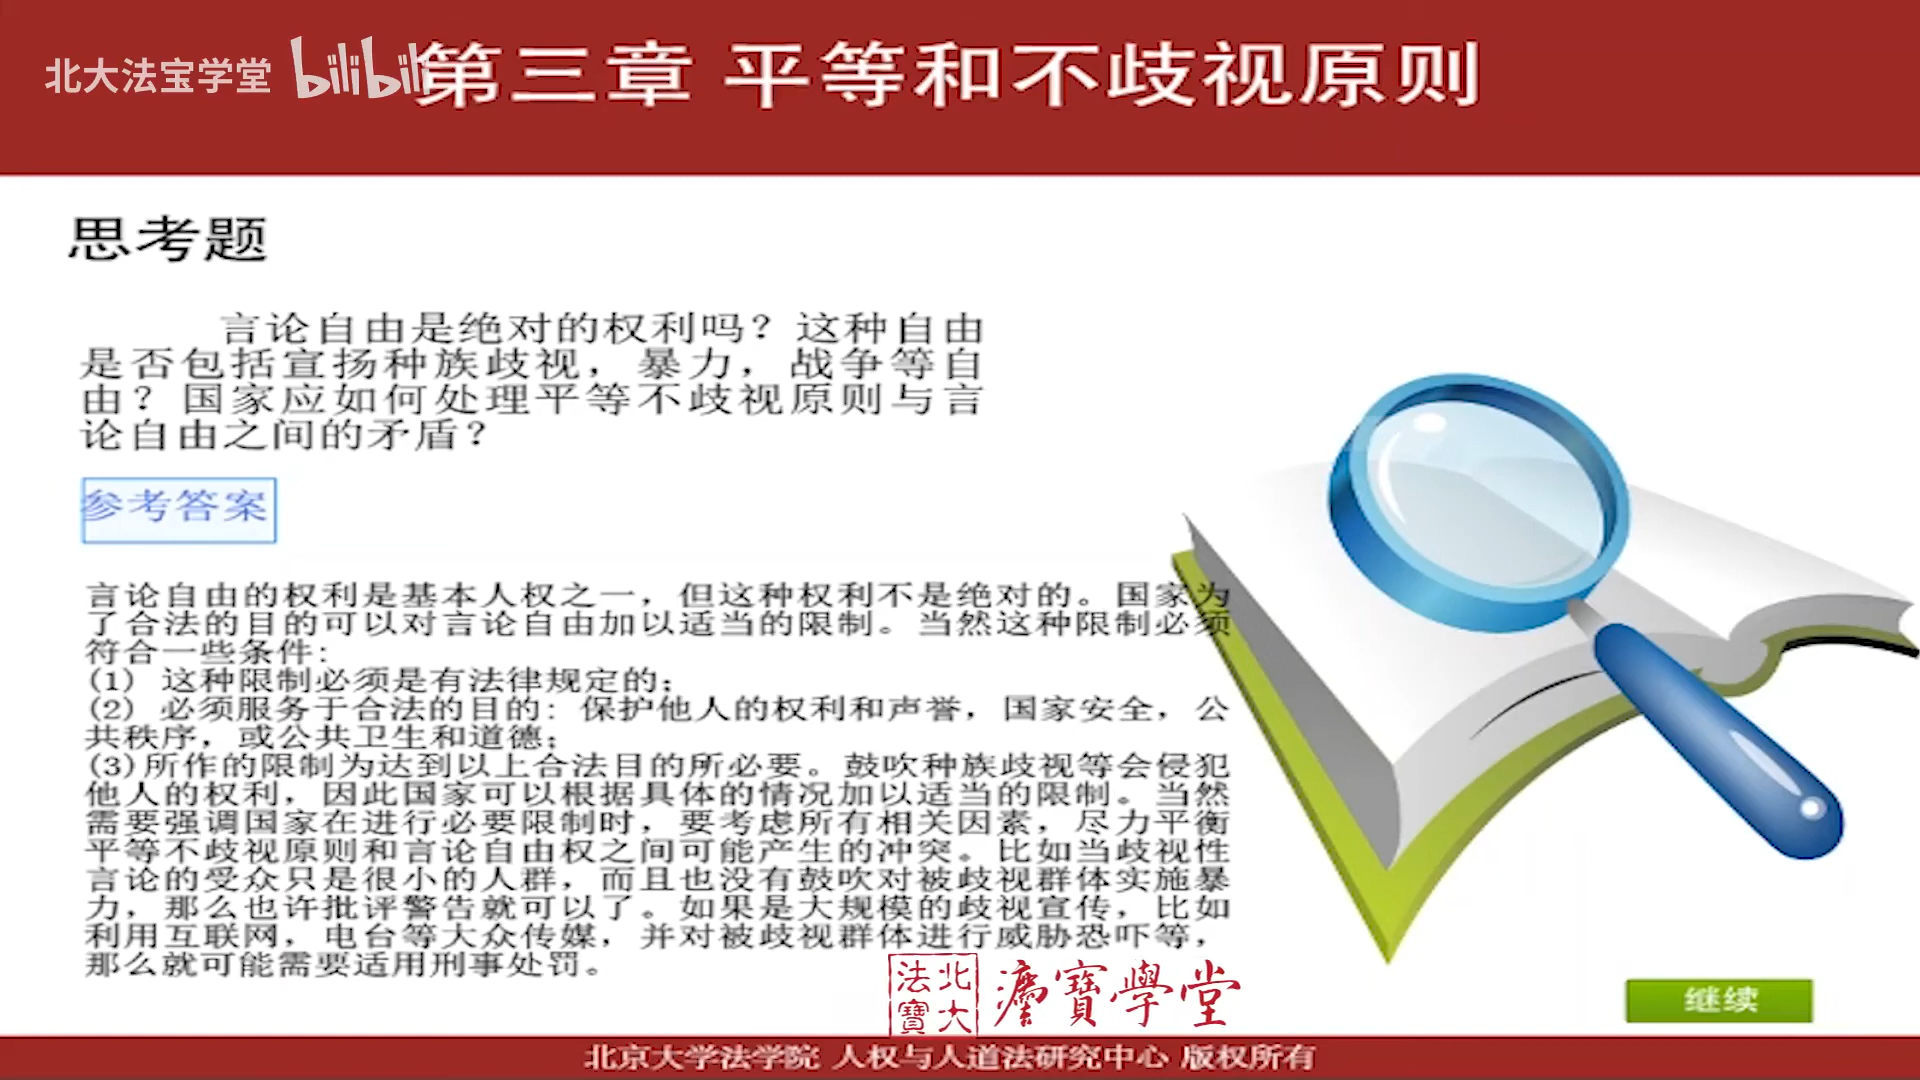 北大法宝学堂 bilibili
第三章 平等和不歧视原则
思考题
言论自由是绝对的权利吗？这种自由
是否包括宣扬种族歧视，暴力，战争等自
由？国家应如何处理平等不歧视原则与言
论自由之间的矛盾？
参考答案
言论自由的权利是基本人权之一，但这种权利不是绝对的。国家为
了合法的目的可以对言论自由加以适当的限制。当然这种限制必须
符合一些条件：
(1) 这种限制必须是有法律规定的；
(2) 必须服务于合法的目的：保护他人的权利和声誉，国家安全，公
共秩序，或公共卫生和道德；
(3)所作的限制为达到以上合法目的所必要。鼓吹种族歧视等会侵犯
他人的权利，因此国家可以根据具体的情况加以适当的限制。当然
需要强调国家在进行必要限制时，要考虑所有相关因素，尽力平衡
平等不歧视原则和言论自由权之间可能产生的冲突。比如当歧视性
言论的受众只是很小的人群，而且也没有鼓吹对被歧视群体实施暴
力，那么也许批评警告就可以了。如果是大规模的歧视宣传，比如
利用互联网，电台等大众传媒，并对被歧视群体进行威胁恐吓等，
那么就可能需要适用刑事处罚。
北大法寶
灋寶學堂
继续
北京大学法学院 人权与人道法研究中心 版权所有